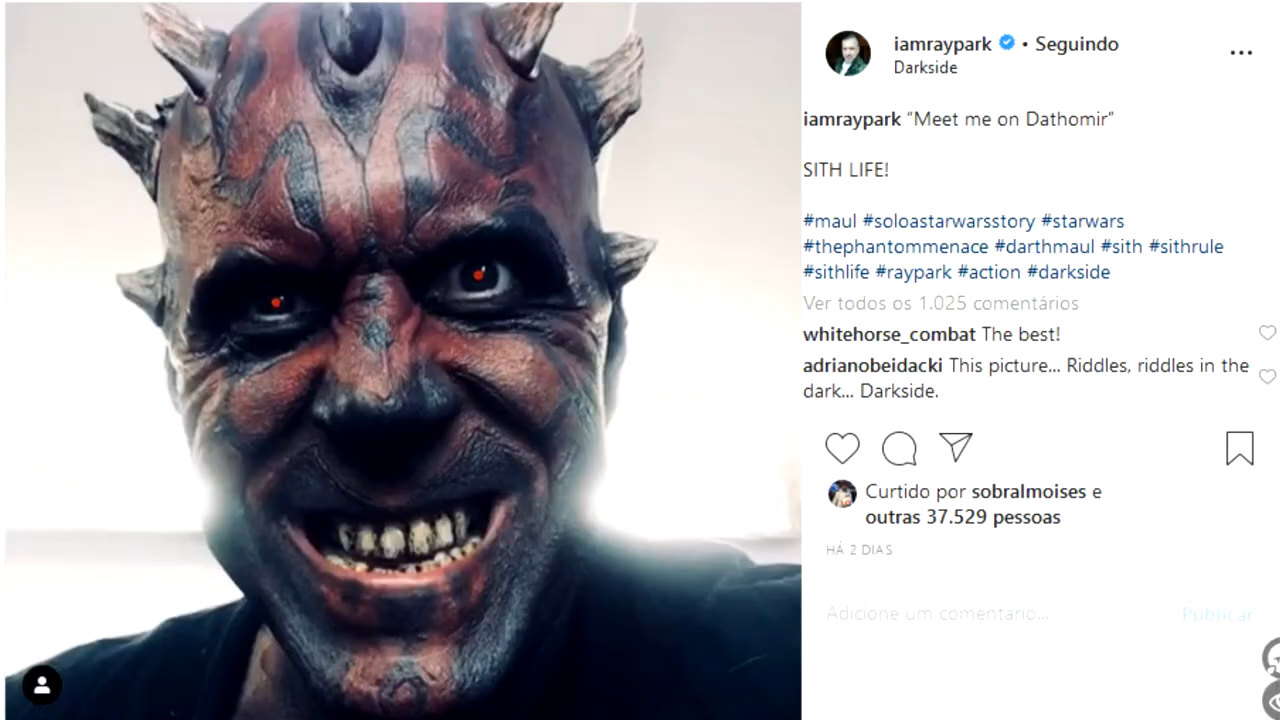 iamraypark • Seguindo
Darkside
iamraypark “Meet me on Dathomir”
SITH LIFE!
#maul #soloastarwarsstory #starwars
#thephantommenace #darthmaul #sith #sithrule
#sithlife #raypark #action #darkside
Ver todos os 1.025 comentários
whitehorse_combat The best!
adrianobeidacki This picture... Riddles, riddles in the
dark... Darkside.
Curtido por sobralmoises e
outras 37.529 pessoas
HÁ 2 DIAS
Adicione um comentario...
Publicar